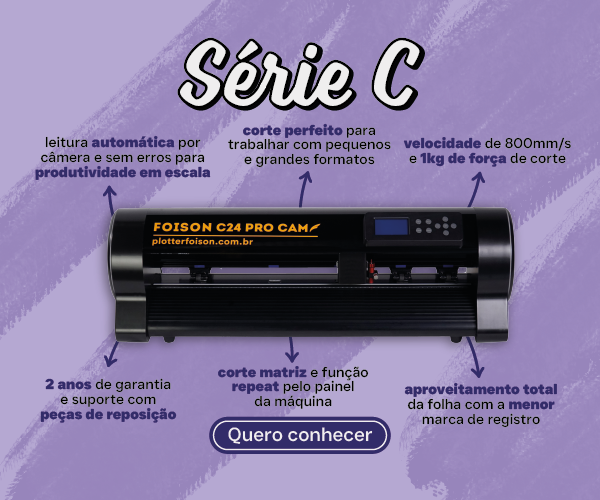 Série C
leitura automática por
câmera e sem erros para
produtividade em escala
corte perfeito para
trabalhar com pequenos
e grandes formatos
velocidade de 800mm/s
e 1kg de força de corte
FOISON C24 PRO CAM
plotterfoison.com.br
2 anos de garantia
e suporte com
peças de reposição
corte matriz e função
repeat pelo painel
da máquina
aproveitamento total
da folha com a menor
marca de registro
Quero conhecer